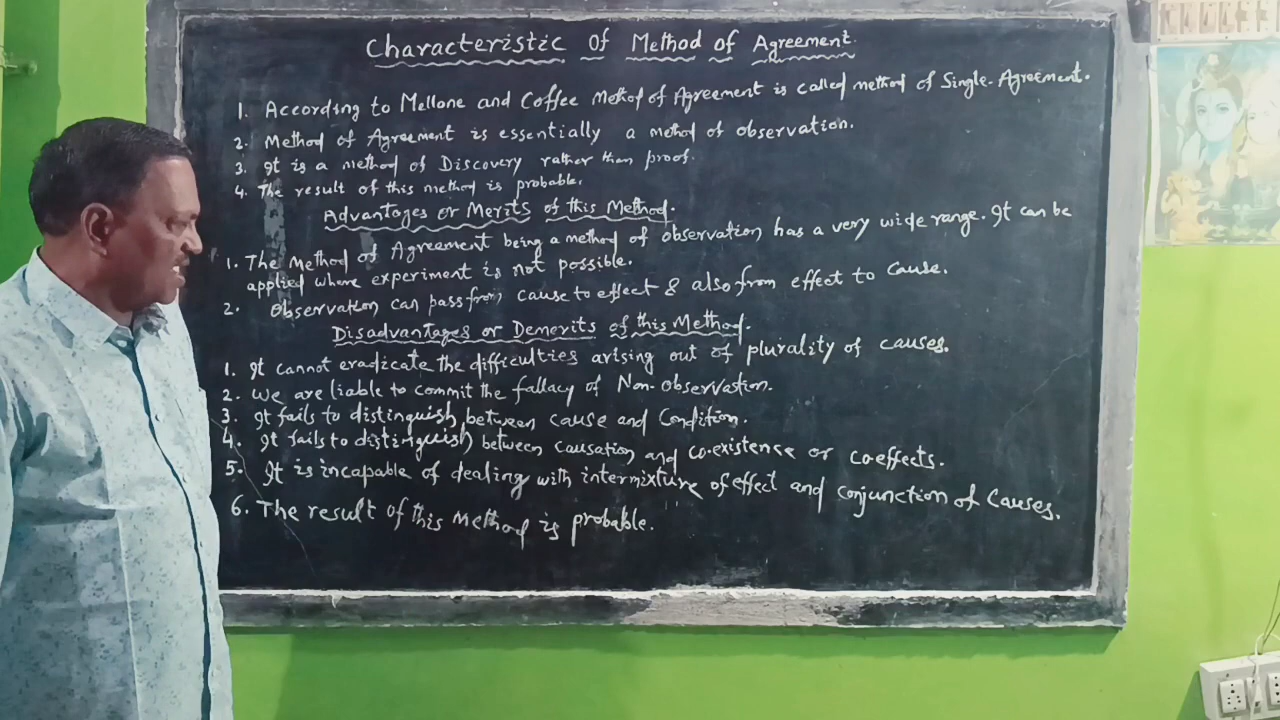 Characteristic of Method of Agreement.
1. According to Mellone and Coffee Method of Agreement is called method of Single-Agreement.
2. Method of Agreement is essentially a method of observation.
3. It is a method of Discovery rather than proof.
4. The result of this method is probable.
Advantages or Merits of this Method.
1. The Method of Agreement being a method of observation has a very wide range. It can be
applied where experiment is not possible.
2. Observation can pass from cause to effect & also from effect to cause.
Disadvantages or Demerits of this Method.
1. It cannot eradicate the difficulties arising out of plurality of causes.
2. We are liable to commit the fallacy of Non-observation.
3. It fails to distinguish between cause and Condition.
4. It fails to distinguish between causation and co-existence or co-effects.
5. It is incapable of dealing with intermixture of effect and conjunction of Causes.
6. The result of this Method is probable.